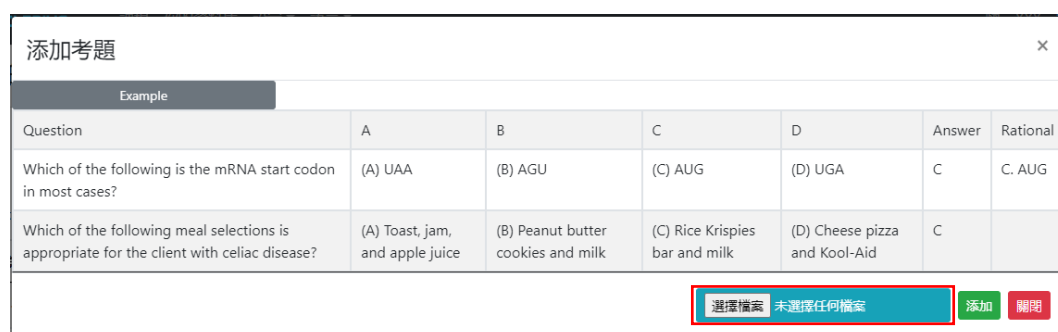 添加考題
×
Example
Question A B C D Answer Rational
Which of the following is the mRNA start codon (A) UAA (B) AGU (C) AUG (D) UGA C C. AUG
in most cases?
Which of the following meal selections is (A) Toast, jam, (B) Peanut butter (C) Rice Krispies (D) Cheese pizza C
appropriate for the client with celiac disease? and apple juice cookies and milk bar and milk and Kool-Aid
選擇檔案 未選擇任何檔案 添加 關閉